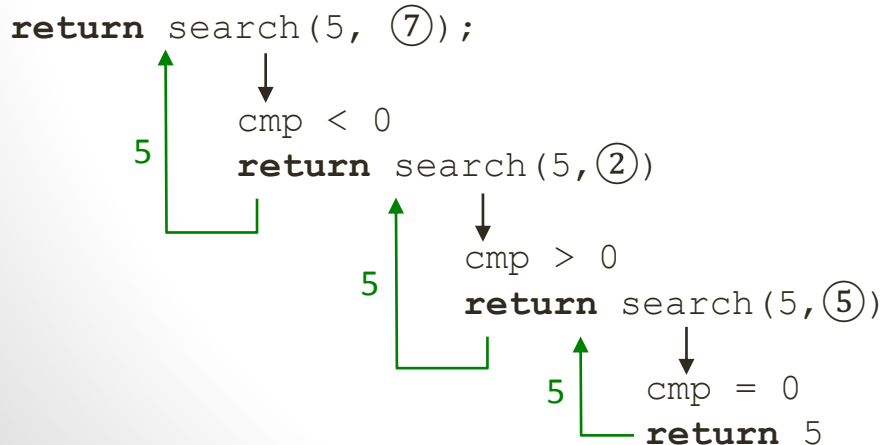 return search(5, ⑦);
cmp < 0
5
return search(5,②)
cmp > 0
5
return search(5,⑤)
cmp = 0
5
return 5